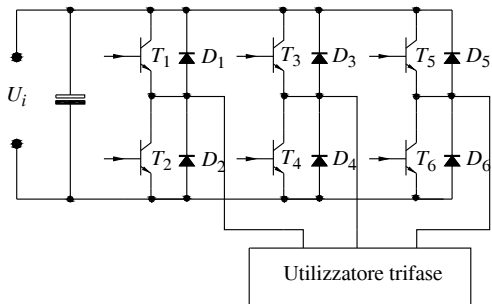 T1 D1 T3 D3 T5 D5
Ui
T2 D2 T4 D4 T6 D6
Utilizzatore trifase